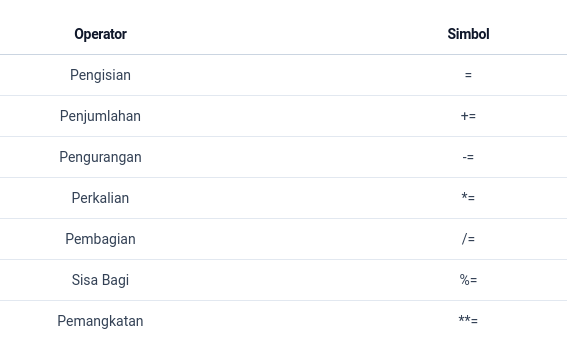 Operator Simbol
Pengisian =
Penjumlahan +=
Pengurangan -=
Perkalian *=
Pembagian /=
Sisa Bagi %=
Pemangkatan **=